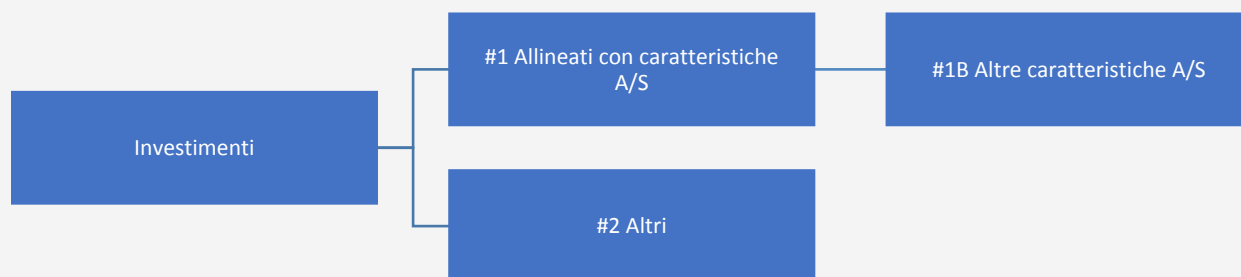 Investimenti
#1 Allineati con caratteristiche
A/S
#1B Altre caratteristiche A/S
#2 Altri